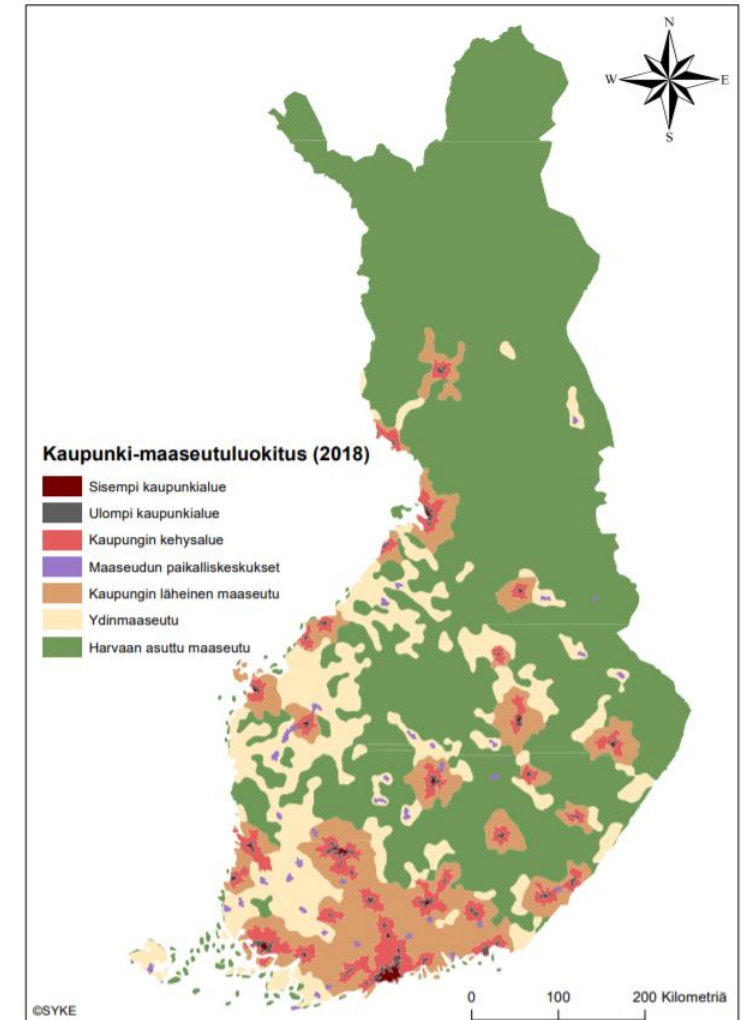 N
W E
S
Kaupunki-maaseutuluokitus (2018)
Sisempi kaupunkialue
Ulompi kaupunkialue
Kaupungin kehysalue
Maaseudun paikalliskeskukset
Kaupungin läheinen maaseutu
Ydinmaaseutu
Harvaan asuttu maaseutu
©SYKE
0 100 200 Kilometriä